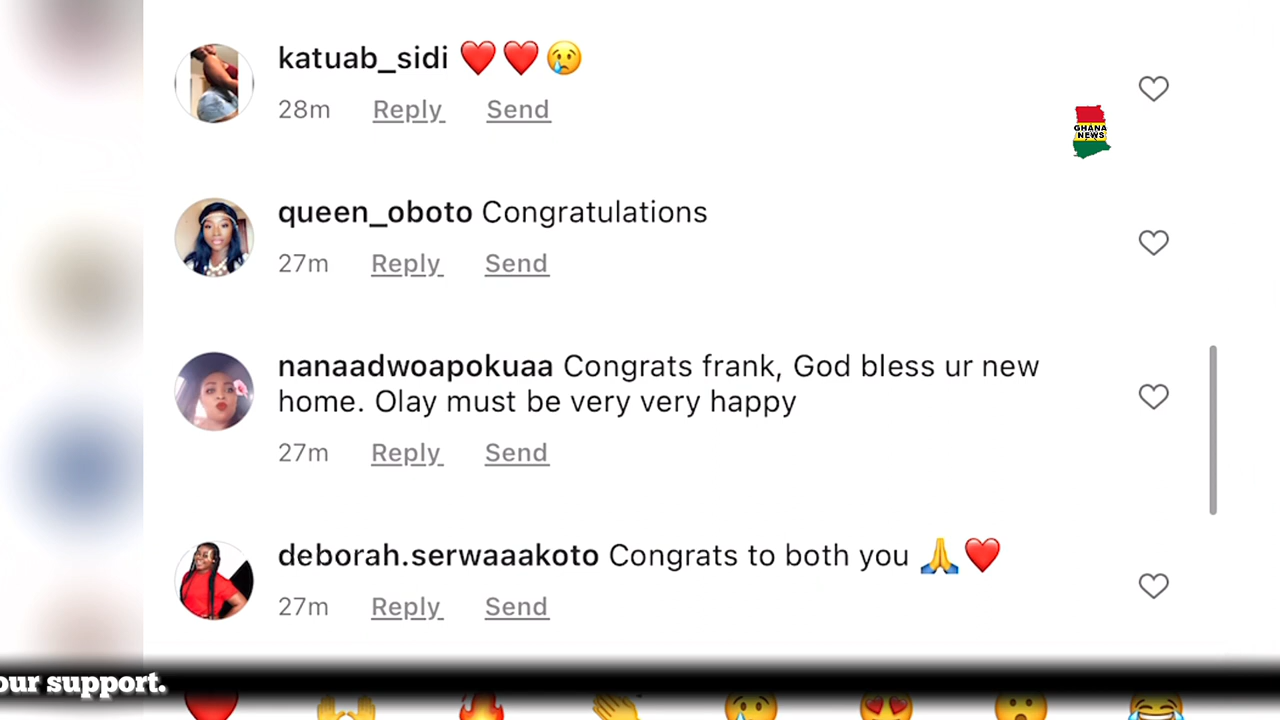 katuab_sidi ❤️❤️😢
28m Reply Send
GHANA
NEWS
queen_oboto Congratulations
27m Reply Send
nanaadwoapokuaa Congrats frank, God bless ur new
home. Olay must be very very happy
27m Reply Send
deborah.serwaaakoto Congrats to both you 🙏❤️
27m Reply Send
our support.